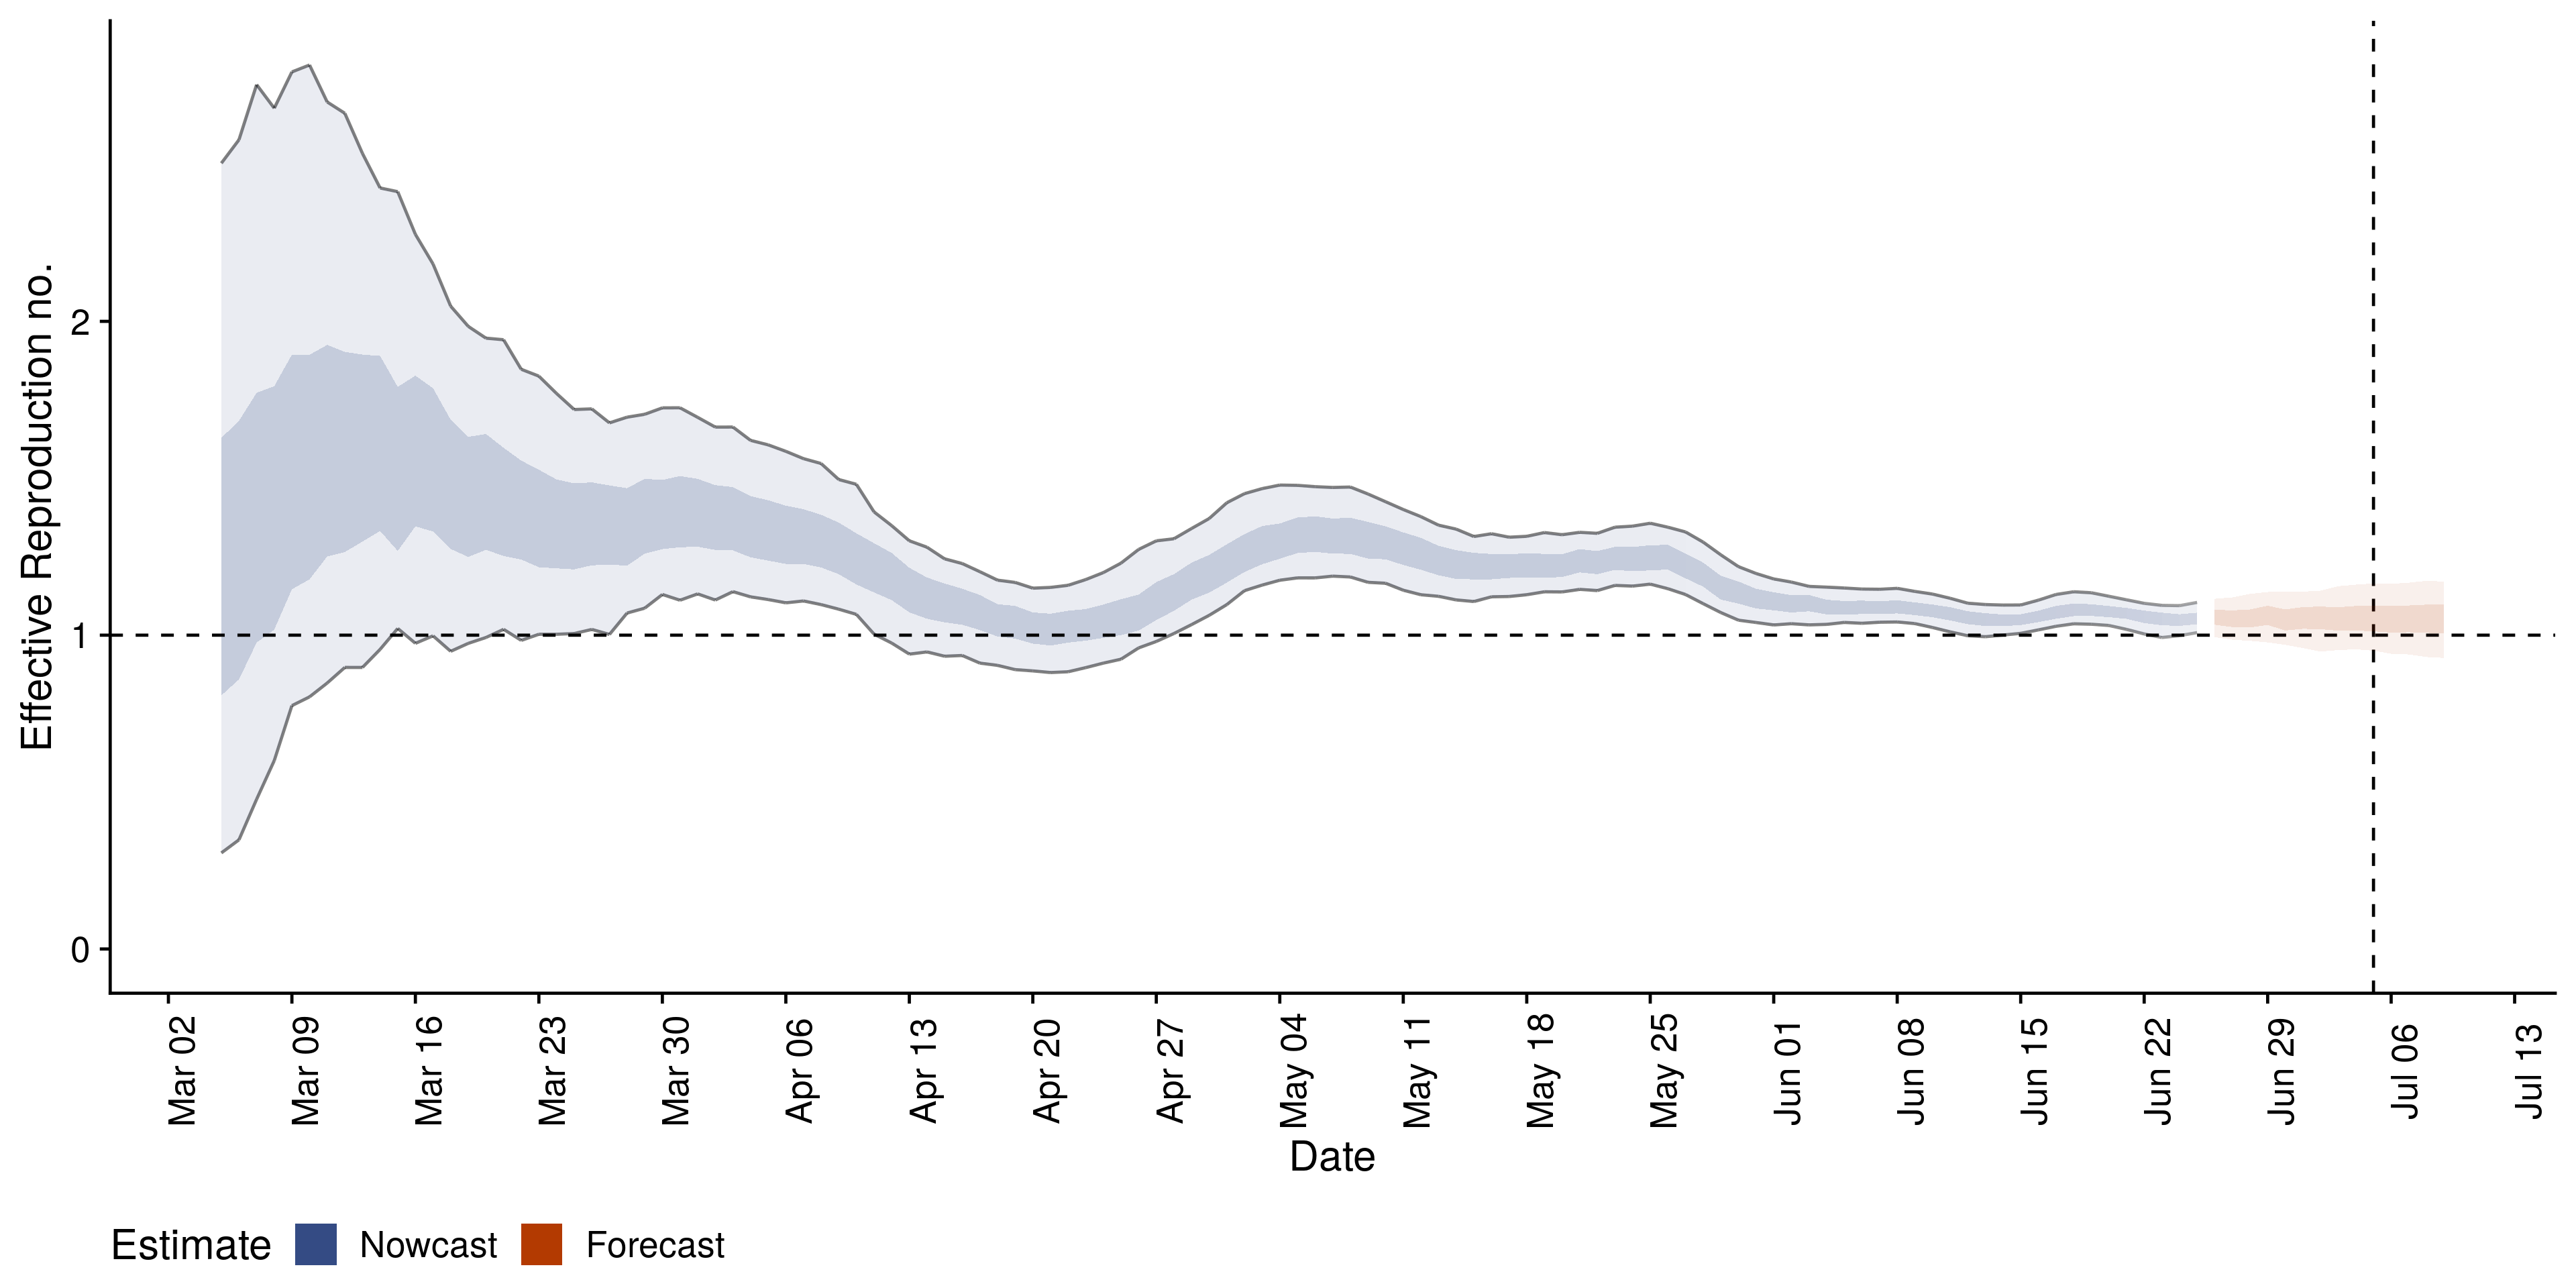 Effective Reproduction no.
2
1
0
Mar 02
Mar 09
Mar 16
Mar 23
Mar 30
Apr 06
Apr 13
Apr 20
Apr 27
May 04
May 11
May 18
May 25
Jun 01
Jun 08
Jun 15
Jun 22
Jun 29
Jul 06
Jul 13
Date
Estimate Nowcast Forecast